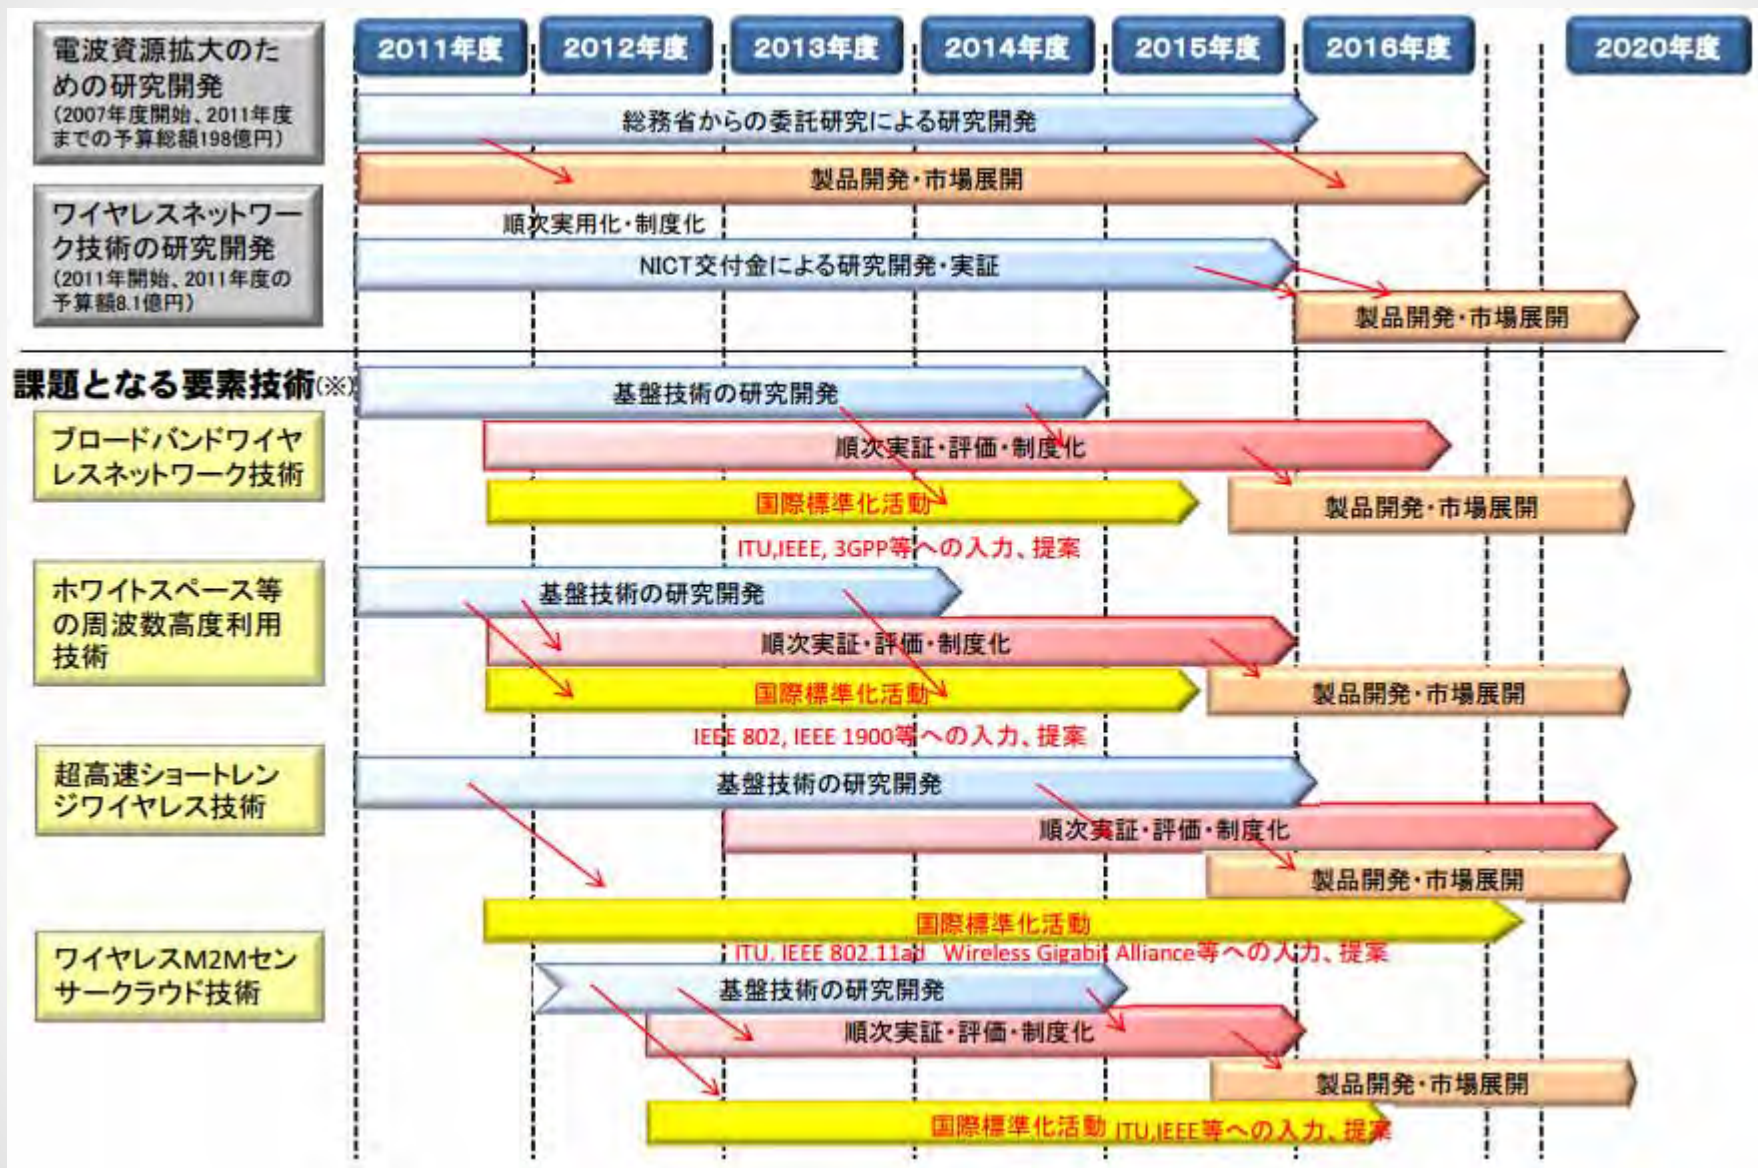 2011年度
2012年度
2013年度
2014年度
2015年度
2016年度
2020年度
電波資源拡大のた
めの研究開発
(2007年度開始、2011年度
までの予算総額198億円)
総務省からの委託研究による研究開発
製品開発・市場展開
順次実用化・制度化
ワイヤレスネットワー
ク技術の研究開発
(2011年開始、2011年度の
予算額8.1億円)
NICT交付金による研究開発・実証
製品開発・市場展開
課題となる要素技術(※)
ブロードバンドワイヤ
レスネットワーク技術
基盤技術の研究開発
順次実証・評価・制度化
国際標準化活動
製品開発・市場展開
ITU,IEEE, 3GPP等への入力、提案
ホワイトスペース等
の周波数高度利用
技術
基盤技術の研究開発
順次実証・評価・制度化
国際標準化活動
製品開発・市場展開
IEEE 802, IEEE 1900等への入力、提案
超高速ショートレン
ジワイヤレス技術
基盤技術の研究開発
順次実証・評価・制度化
製品開発・市場展開
国際標準化活動
ITU, IEEE 802.11ad Wireless Gigabit Alliance等への入力、提案
ワイヤレスM2Mセン
サークラウド技術
基盤技術の研究開発
順次実証・評価・制度化
製品開発・市場展開
国際標準化活動 ITU,IEEE等への入力、提案